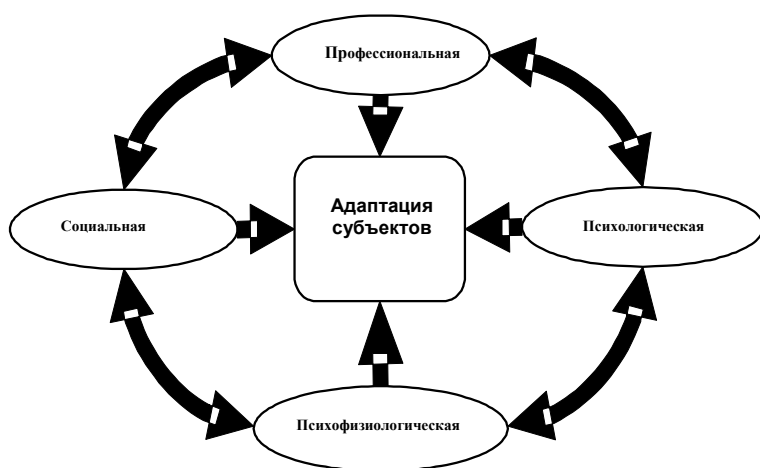 Профессиональная
Социальная
Адаптация
субъектов
Психологическая
Психофизиологическая